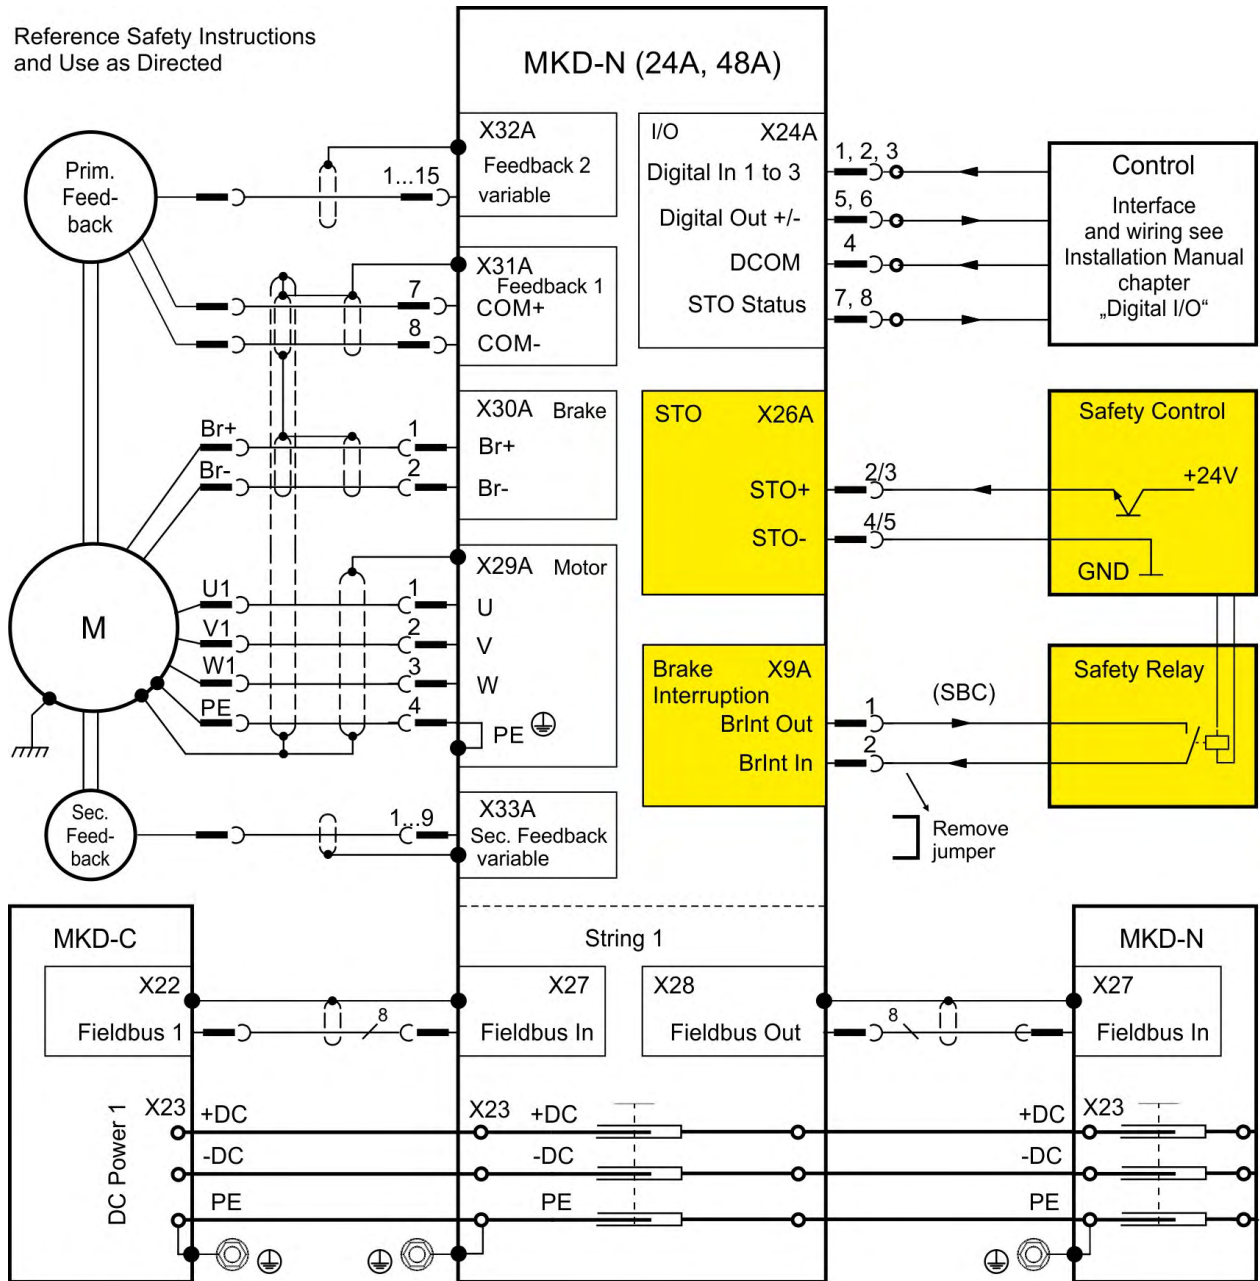 Reference Safety Instructions
and Use as Directed
MKD-N (24A, 48A)
Prim.
Feed-
back
X32A
Feedback 2
variable
1...15
X31A
Feedback 1
7
COM+
8
COM-
X30A Brake
Br+
1
Br+
Br-
2
Br-
M
X29A Motor
U1
1
U
V1
2
V
W1
3
W
PE
4
PE
Sec.
Feed-
back
X33A
1...9
Sec. Feedback
variable
I/O X24A
Digital In 1 to 3
1, 2, 3
Digital Out +/-
5, 6
DCOM
4
STO Status
7, 8
Control
Interface
and wiring see
Installation Manual
chapter
„Digital I/O“
STO X26A
STO+
2/3
STO-
4/5
Safety Control
+24V
GND
Brake X9A
Interruption
BrInt Out
1
(SBC)
BrInt In
2
Safety Relay
Remove
jumper
MKD-C
String 1
MKD-N
X22
Fieldbus 1
8
X27
Fieldbus In
X28
Fieldbus Out
8
X27
Fieldbus In
DC Power 1
X23 +DC
-DC
PE
X23 +DC
-DC
PE
+DC X23
-DC
PE